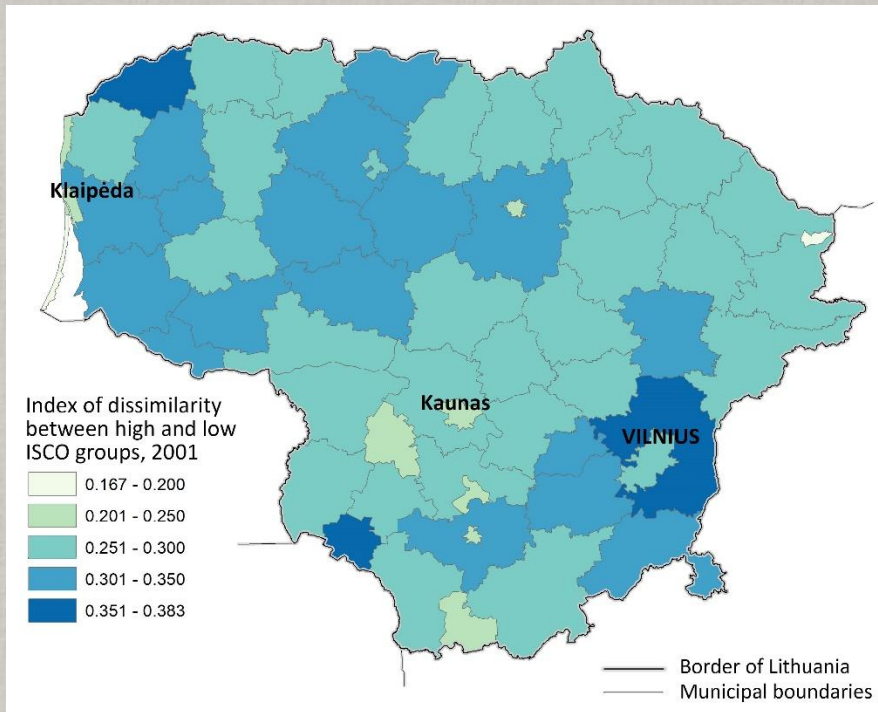 Klaipėda
Kaunas
VILNIUS
Index of dissimilarity
between high and low
ISCO groups, 2001
0.167 - 0.200
0.201 - 0.250
0.251 - 0.300
0.301 - 0.350
0.351 - 0.383
Border of Lithuania
Municipal boundaries